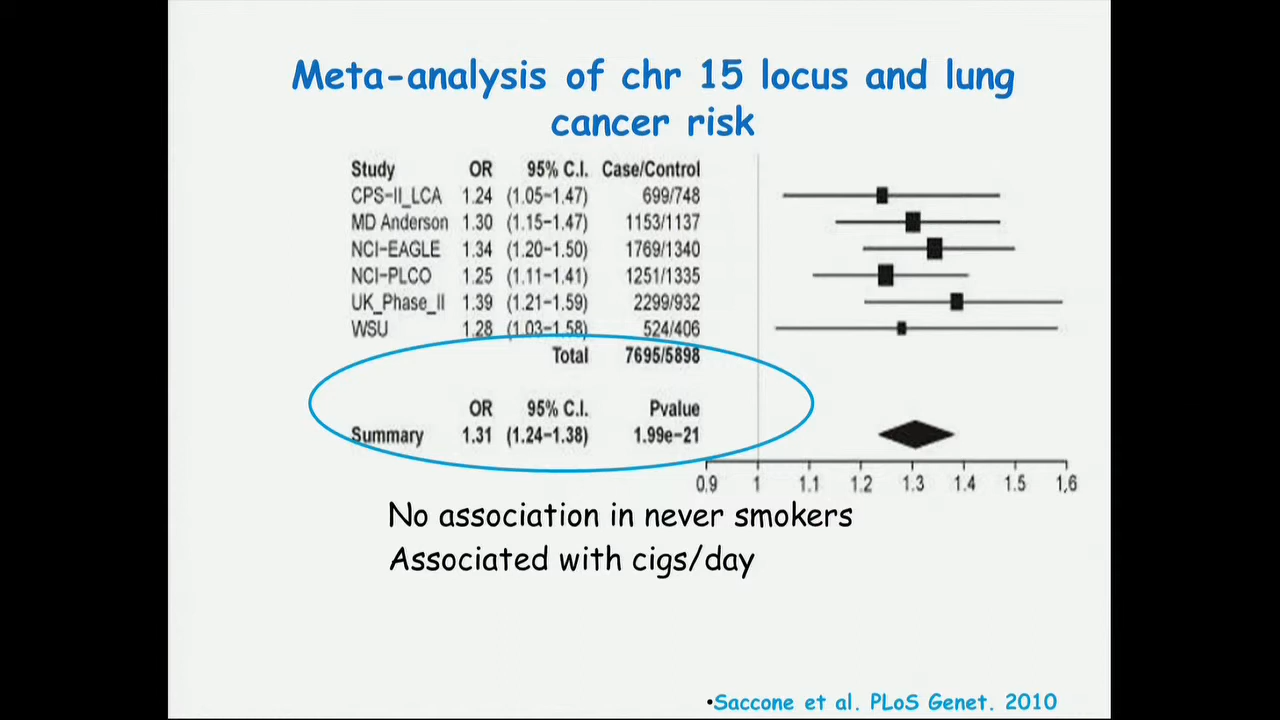 Meta-analysis of chr 15 locus and lung
cancer risk
Study OR 95% C.I. Case/Control
CPS-II_LCA 1.24 (1.05-1.47) 699/748
MD Anderson 1.30 (1.15-1.47) 1153/1137
NCI-EAGLE 1.34 (1.20-1.50) 1769/1340
NCI-PLCO 1.25 (1.11-1.41) 1251/1335
UK_Phase_II 1.39 (1.21-1.59) 2299/932
WSU 1.28 (1.03-1.58) 524/406
Total 7695/5898
OR 95% C.I. Pvalue
Summary 1.31 (1.24-1.38) 1.99e-21
0.9 1 1.1 1.2 1.3 1.4 1.5 1.6
No association in never smokers
Associated with cigs/day
•Saccone et al. PLoS Genet. 2010